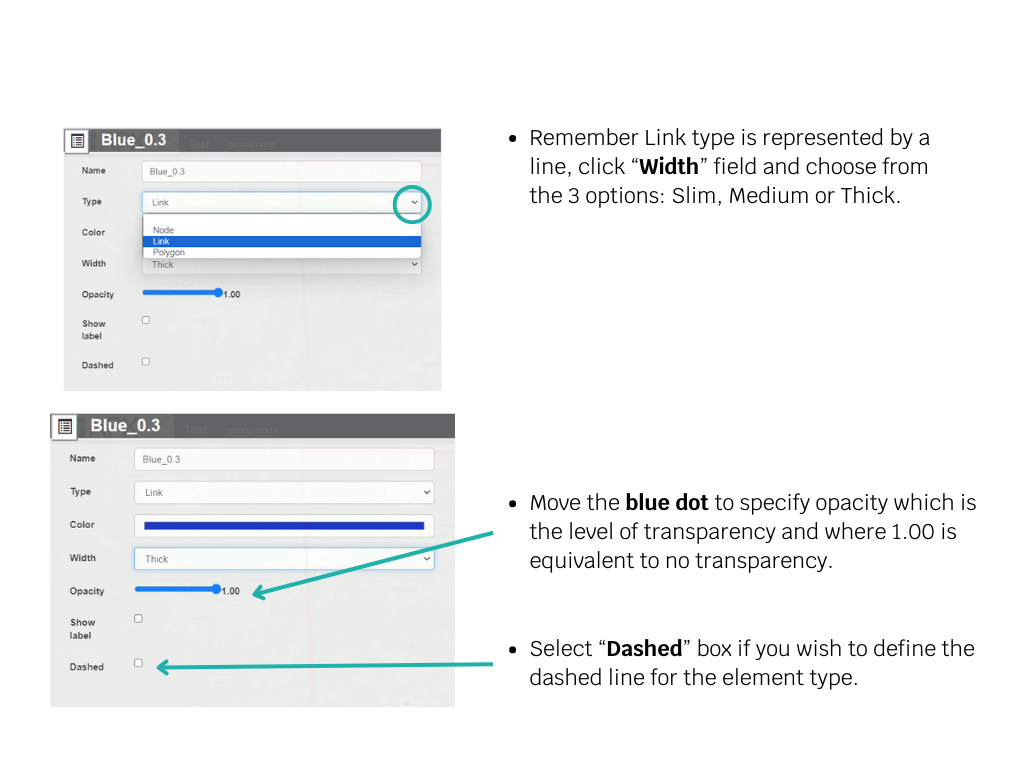 Blue_0.3
Name
Blue_0.3
Type
Link
Color
Node
Link
Polygon
Width
Thick
Opacity
1.00
Show
label
Dashed
• Remember Link type is represented by a
line, click “Width” field and choose from
the 3 options: Slim, Medium or Thick.
Blue_0.3
Name
Blue_0.3
Type
Link
Color
Width
Thick
Opacity
1.00
Show
label
Dashed
• Move the blue dot to specify opacity which is
the level of transparency and where 1.00 is
equivalent to no transparency.
• Select “Dashed” box if you wish to define the
dashed line for the element type.